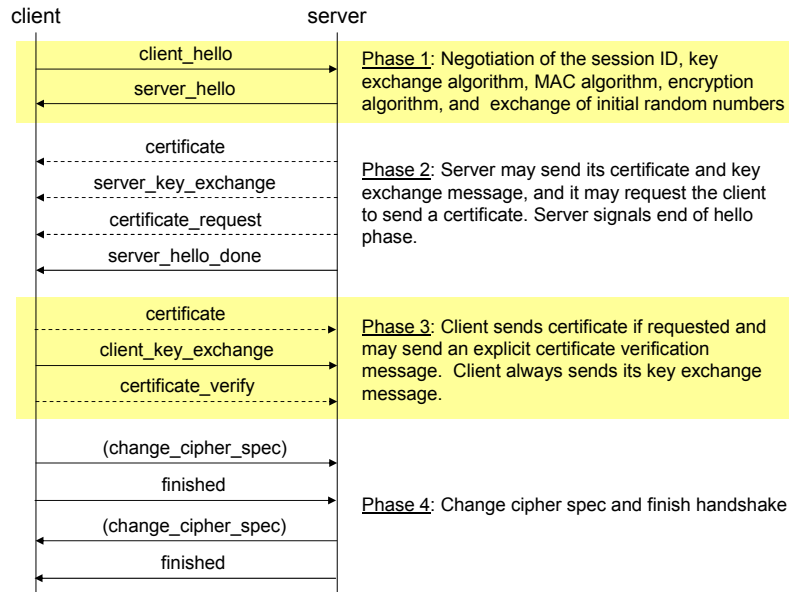 client
server
client_hello
server_hello
Phase 1: Negotiation of the session ID, key
exchange algorithm, MAC algorithm, encryption
algorithm, and exchange of initial random numbers
certificate
server_key_exchange
certificate_request
server_hello_done
Phase 2: Server may send its certificate and key
exchange message, and it may request the client
to send a certificate. Server signals end of hello
phase.
certificate
client_key_exchange
certificate_verify
Phase 3: Client sends certificate if requested and
may send an explicit certificate verification
message. Client always sends its key exchange
message.
(change_cipher_spec)
finished
(change_cipher_spec)
finished
Phase 4: Change cipher spec and finish handshake